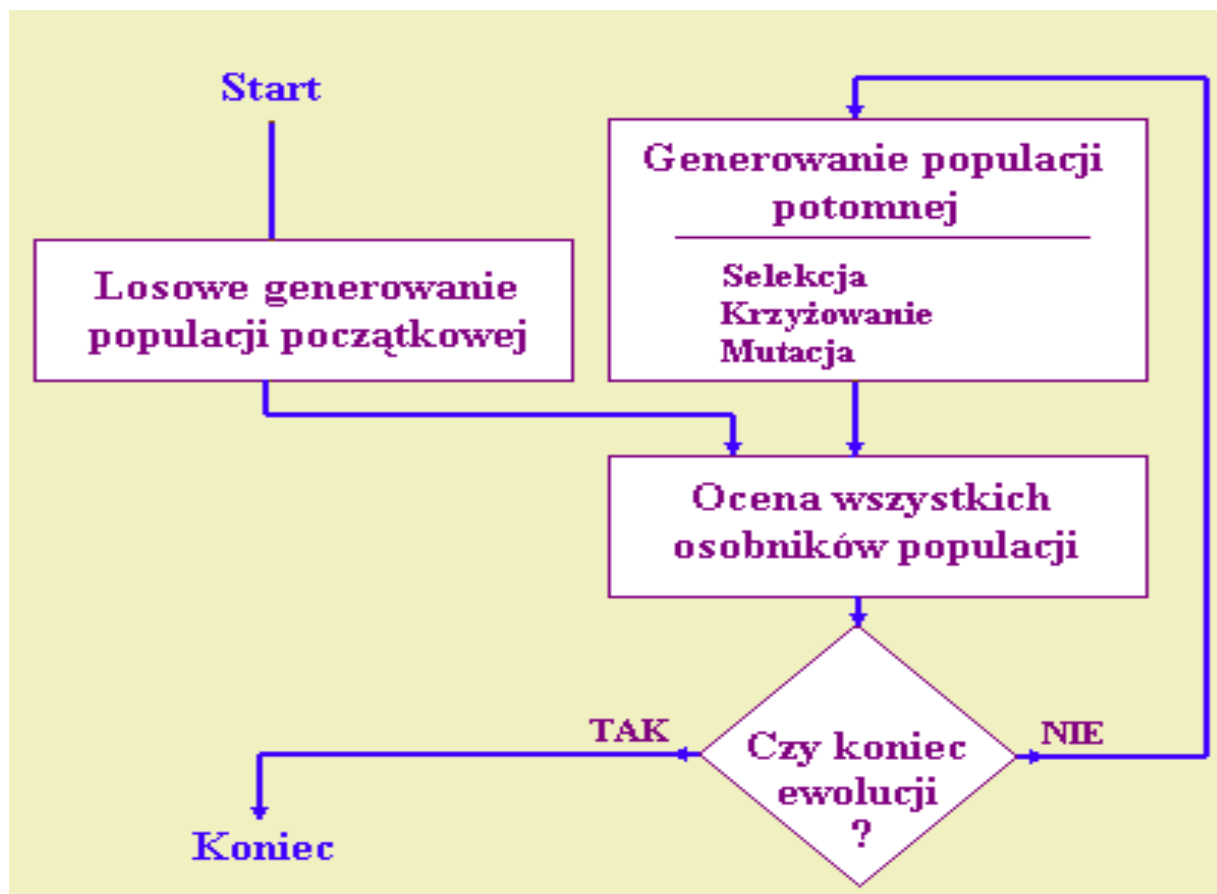 Start
Losowe generowanie
populacji początkowej
Generowanie populacji
potomnej
Selekcja
Krzyżowanie
Mutacja
Ocena wszystkich
osobników populacji
Czy koniec
ewolucji
?
TAK
NIE
Koniec